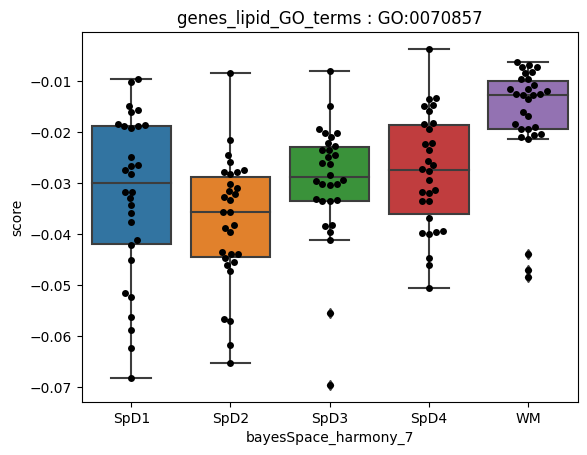 genes_lipid_GO_terms : GO:0070857
−0.01
−0.02
−0.03
−0.04
−0.05
−0.06
−0.07
score
SpD1 SpD2 SpD3 SpD4 WM
bayesSpace_harmony_7